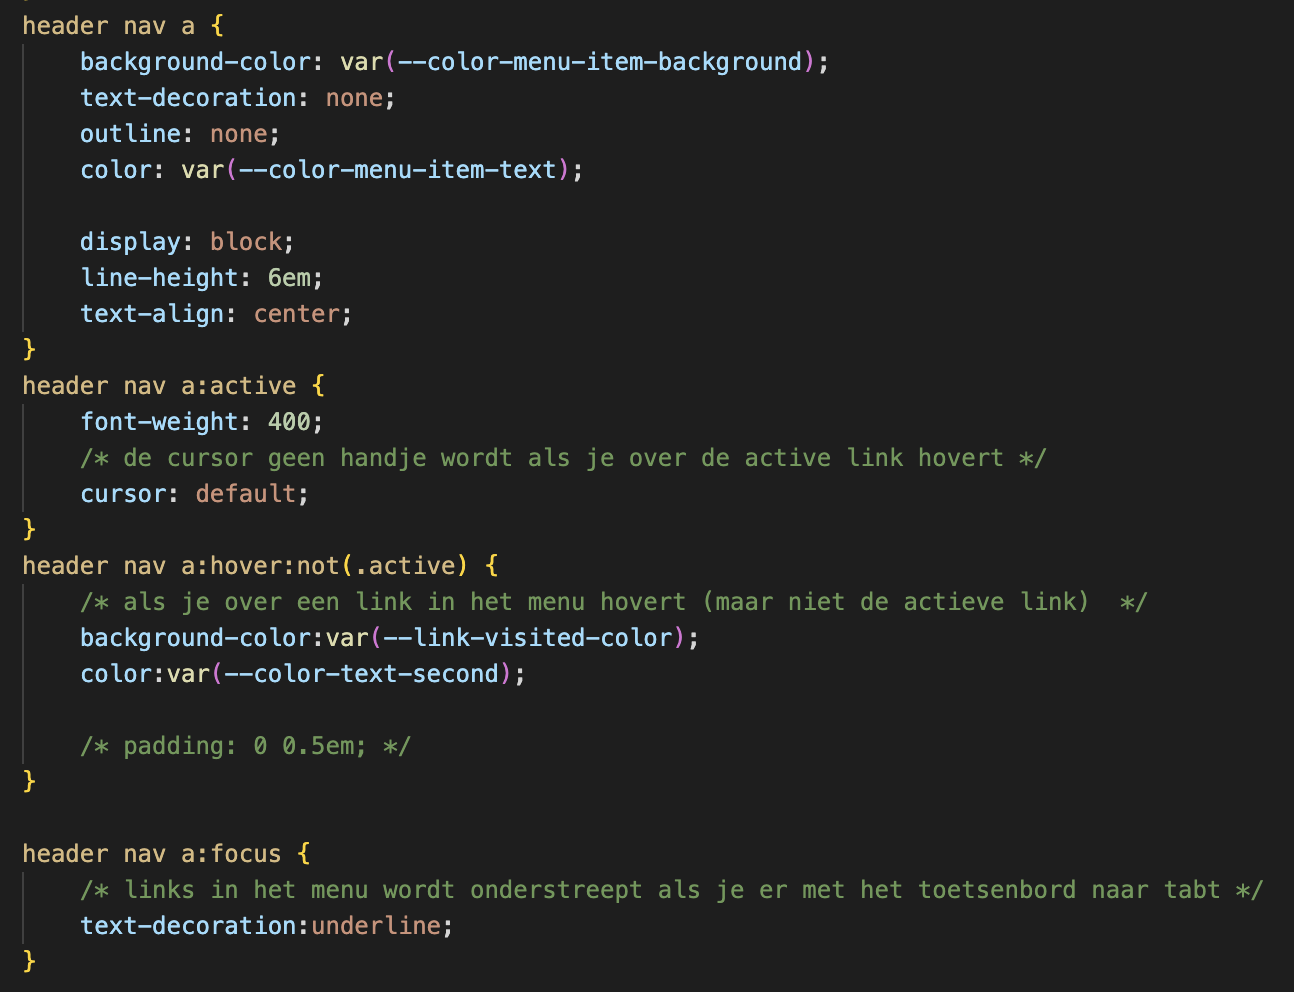 header nav a {
    background-color: var(--color-menu-item-background);
    text-decoration: none;
    outline: none;
    color: var(--color-menu-item-text);

    display: block;
    line-height: 6em;
    text-align: center;
}
header nav a:active {
    font-weight: 400;
    /* de cursor geen handje wordt als je over de active link hovert */
    cursor: default;
}
header nav a:hover:not(.active) {
    /* als je over een link in het menu hovert (maar niet de actieve link)  */
    background-color:var(--link-visited-color);
    color:var(--color-text-second);

    /* padding: 0 0.5em; */
}

header nav a:focus {
    /* links in het menu wordt onderstreept als je er met het toetsenbord naar tabt */
    text-decoration:underline;
}